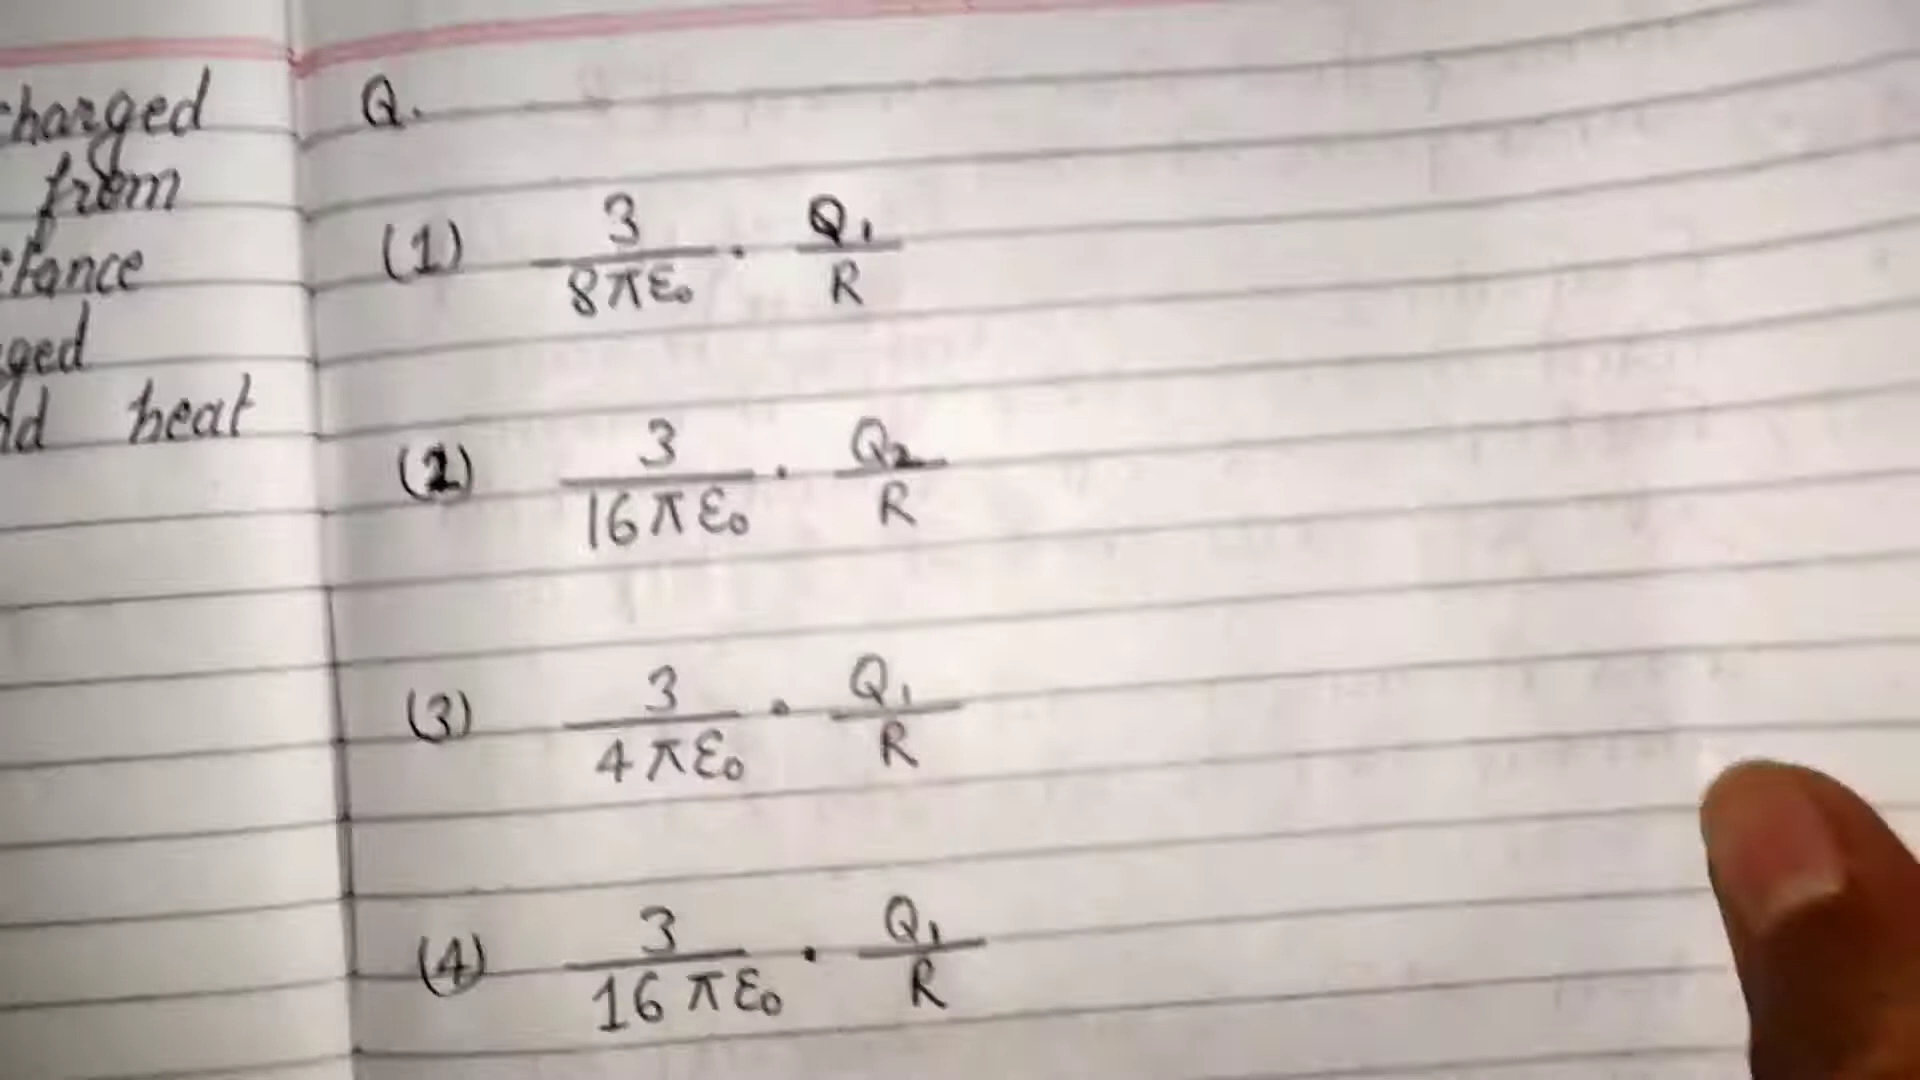 charged
from
stance
ged
ld heat
Q.
(1) 3/8πε₀ · Q₁/R
(2) 3/16πε₀ · Q₂/R
(3) 3/4πε₀ · Q₁/R
(4) 3/16πε₀ · Q₁/R